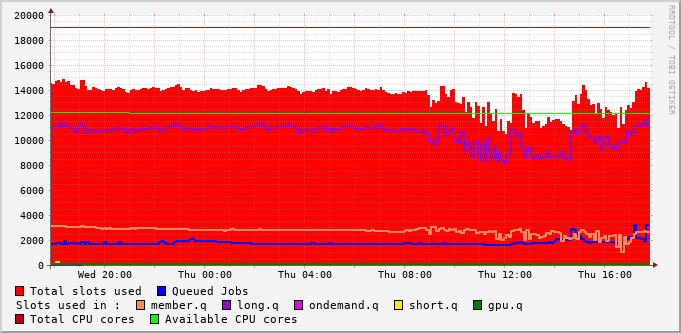 20000
18000
16000
14000
12000
10000
8000
6000
4000
2000
0
Wed 20:00 Thu 00:00 Thu 04:00 Thu 08:00 Thu 12:00 Thu 16:00
Total slots used Queued Jobs
Slots used in : member.q long.q ondemand.q short.q gpu.q
Total CPU cores Available CPU cores
RRDTOOL / TOBI OETIKER